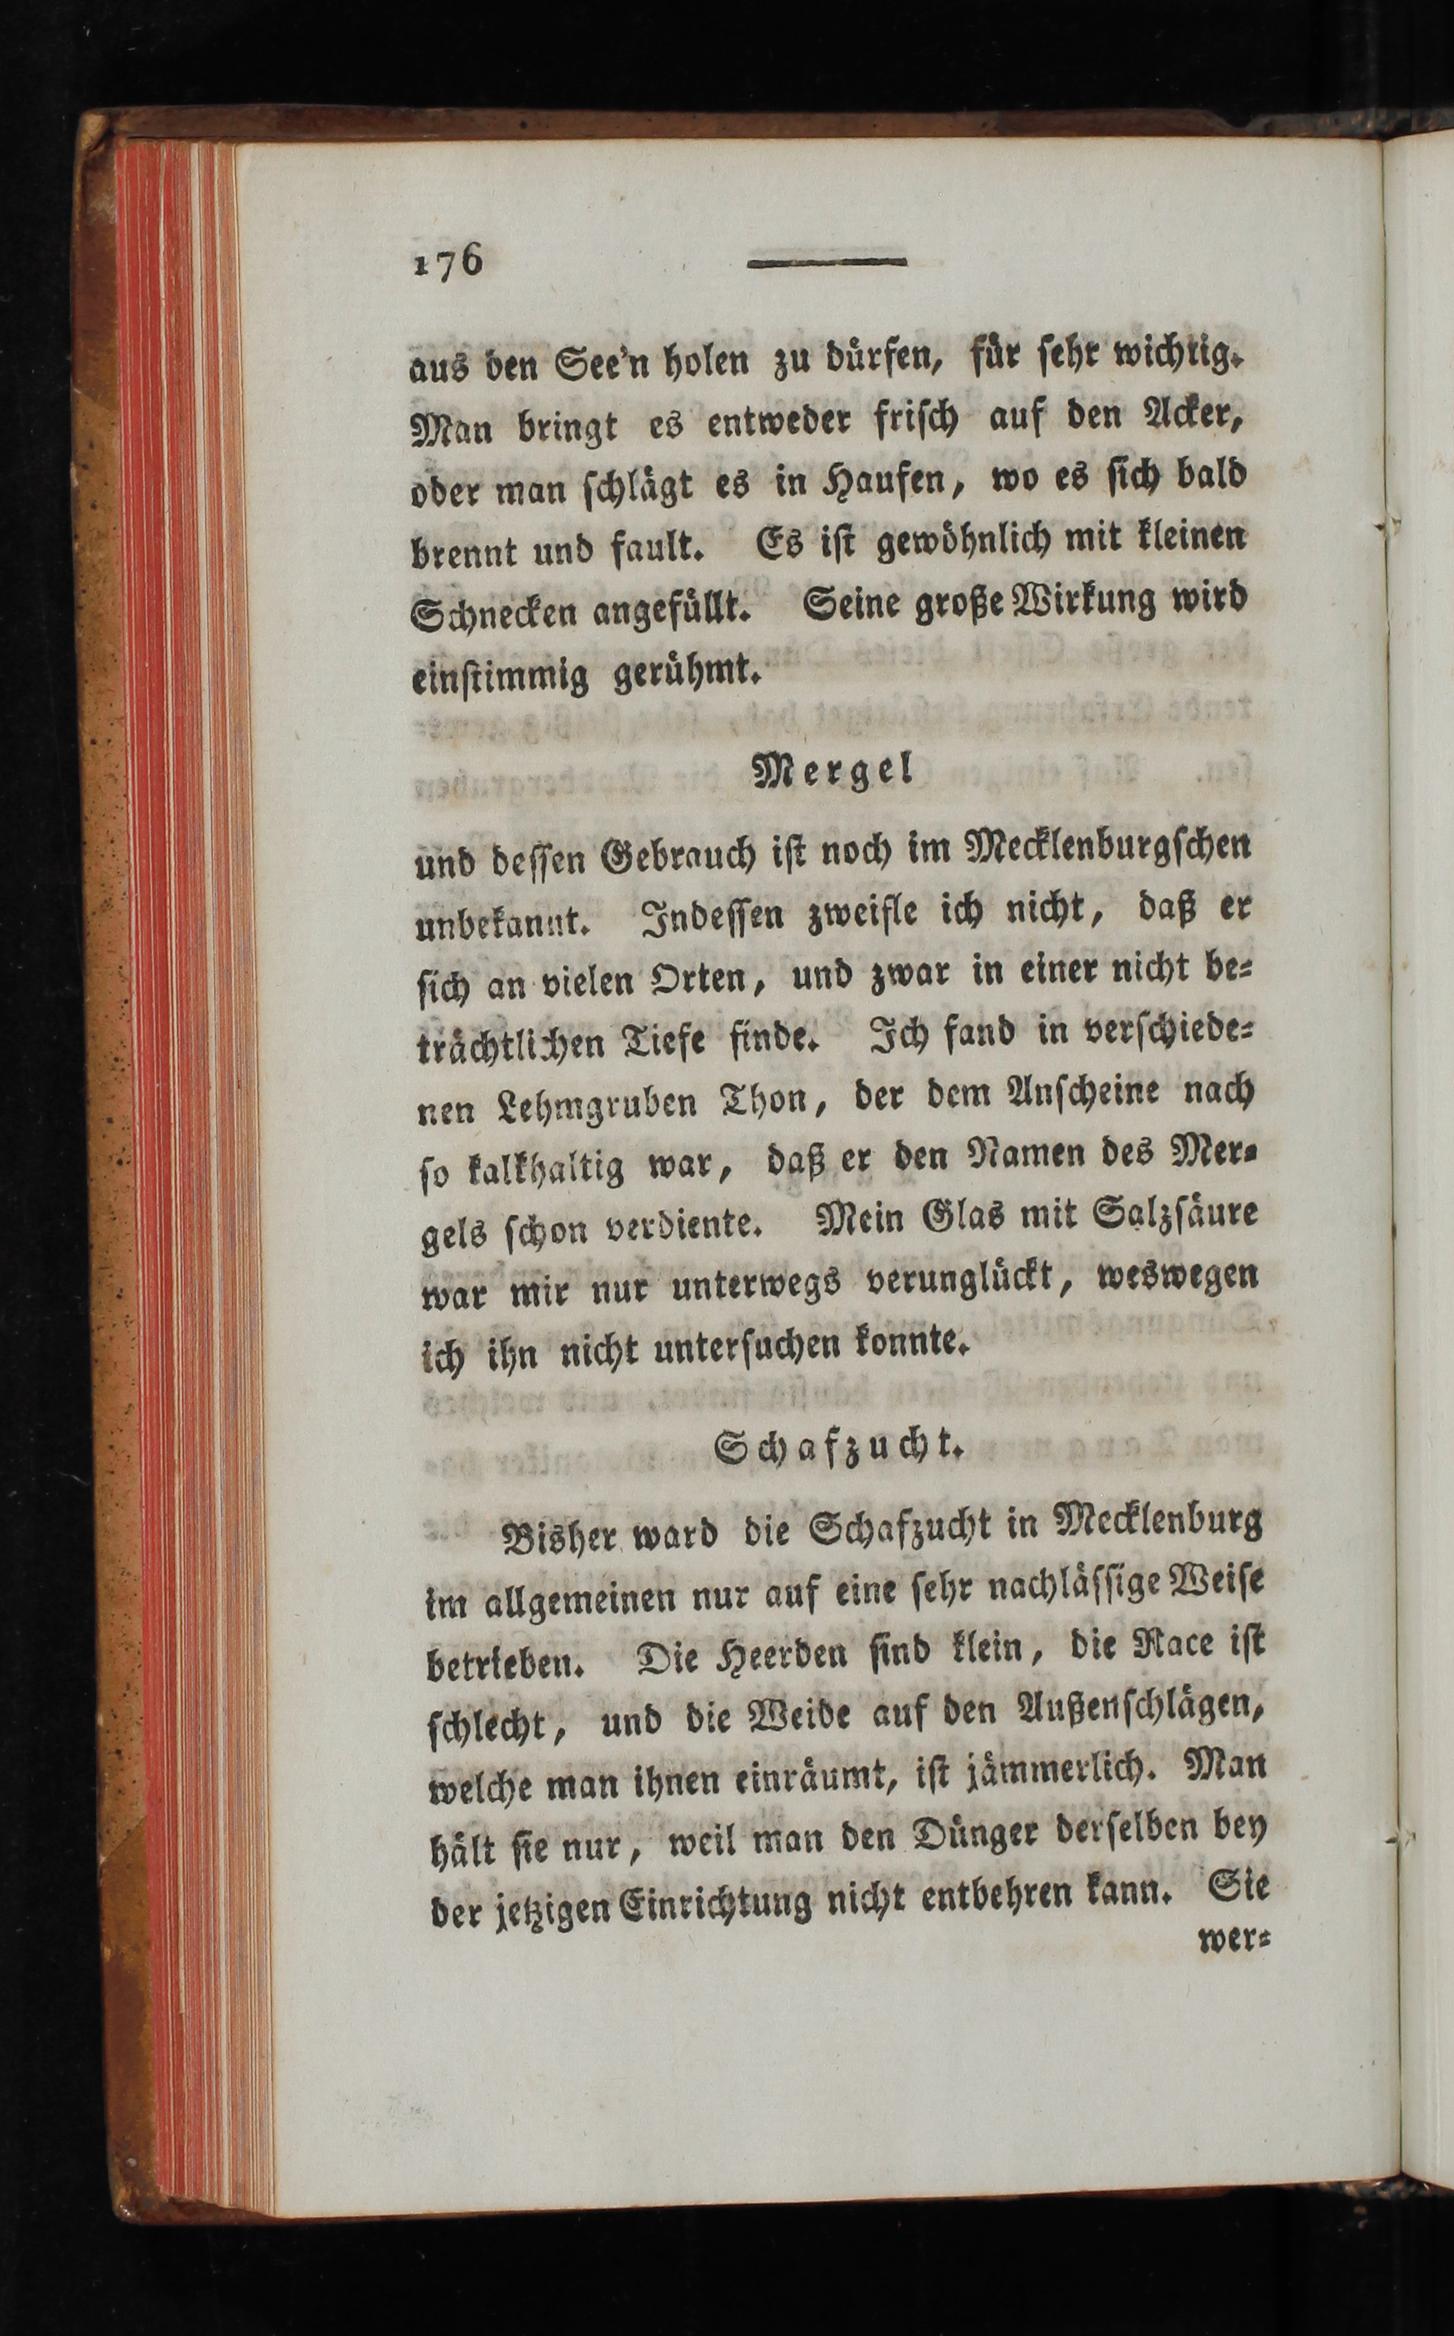 176
aus den See'n holen zu dürfen, für sehr wichtig.
Man bringt es entweder frisch auf den Acker,
oder man schlägt es in Haufen, wo es sich bald
brennt und fault. Es ist gewöhnlich mit kleinen
Schnecken angefüllt. Seine große Wirkung wird
einstimmig gerühmt.
Mergel
und dessen Gebrauch ist noch im Mecklenburgschen
unbekannt. Indessen zweifle ich nicht, daß er
sich an vielen Orten, und zwar in einer nicht be-
trächtlichen Tiefe finde. Ich fand in verschiede-
nen Lehmgruben Thon, der dem Anscheine nach
so kalkhaltig war, daß er den Namen des Mer-
gels schon verdiente. Mein Glas mit Salzsäure
war mir nur unterwegs verunglückt, weswegen
ich ihn nicht untersuchen konnte.
Schafzucht.
Bisher ward die Schafzucht in Mecklenburg
im allgemeinen nur auf eine sehr nachlässige Weise
betrieben. Die Heerden sind klein, die Race ist
schlecht, und die Weide auf den Außenschlägen,
welche man ihnen einräumt, ist jämmerlich. Man
hält sie nur, weil man den Dünger derselben bey
der jetzigen Einrichtung nicht entbehren kann. Sie
wer-